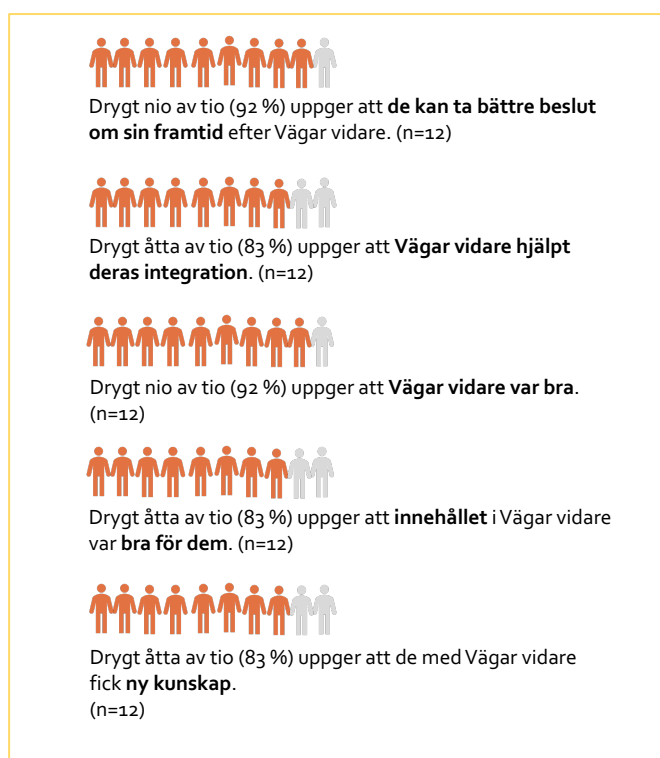 Drygt nio av tio (92 %) uppger att de kan ta bättre beslut
om sin framtid efter Vägar vidare. (n=12)
Drygt åtta av tio (83 %) uppger att Vägar vidare hjälpt
deras integration. (n=12)
Drygt nio av tio (92 %) uppger att Vägar vidare var bra.
(n=12)
Drygt åtta av tio (83 %) uppger att innehållet i Vägar vidare
var bra för dem. (n=12)
Drygt åtta av tio (83 %) uppger att de med Vägar vidare
fick ny kunskap.
(n=12)